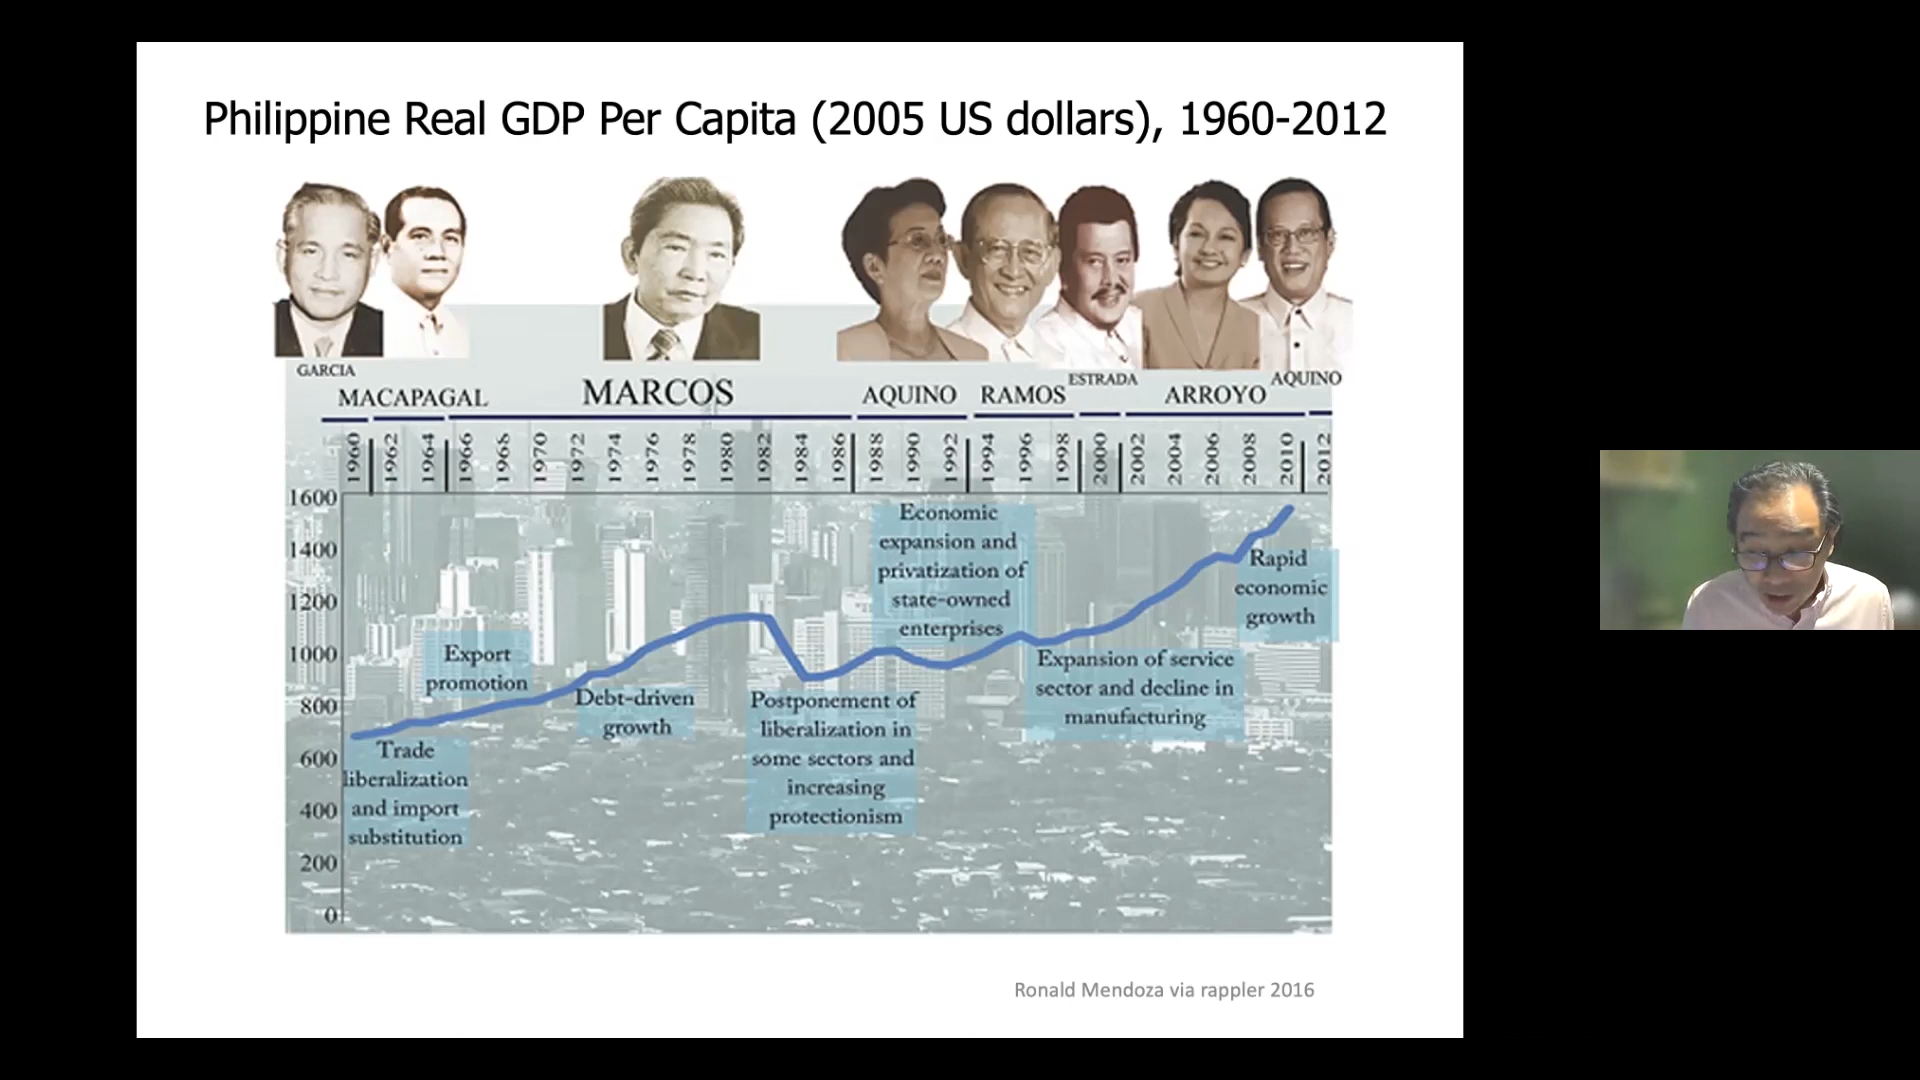 Philippine Real GDP Per Capita (2005 US dollars), 1960-2012
GARCIA
MACAPAGAL
MARCOS
AQUINO
RAMOS
ESTRADA
ARROYO
AQUINO
1960 1962 1964 1966 1968 1970 1972 1974 1976 1978 1980 1982 1984 1986 1988 1990 1992 1994 1996 1998 2000 2002 2004 2006 2008 2010 2012
1600
1400
1200
1000
800
600
400
200
0
Trade
liberalization
and import
substitution
Export
promotion
Debt-driven
growth
Postponement of
liberalization in
some sectors and
increasing
protectionism
Economic
expansion and
privatization of
state-owned
enterprises
Expansion of service
sector and decline in
manufacturing
Rapid
economic
growth
Ronald Mendoza via rappler 2016